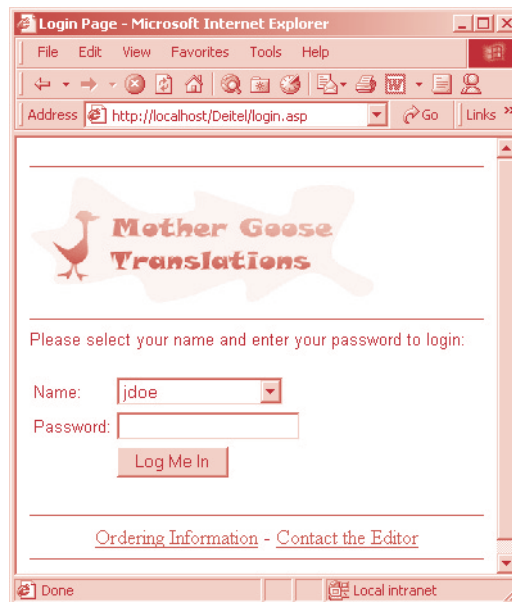 Login Page - Microsoft Internet Explorer
File Edit View Favorites Tools Help
Address http://localhost/Deitel/login.asp Go Links »
Mother Goose
Translations
Please select your name and enter your password to login:
Name: jdoe
Password:
Log Me In
Ordering Information - Contact the Editor
Done Local intranet